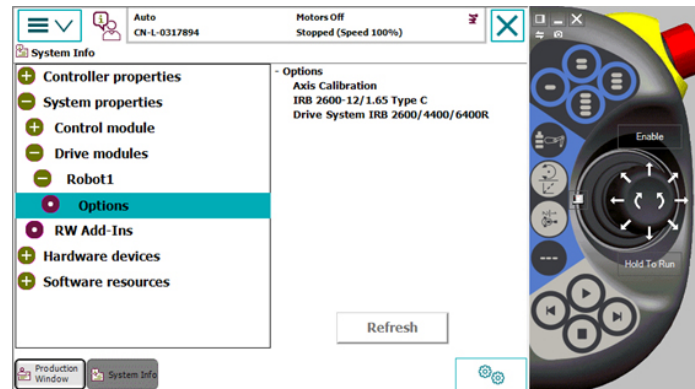 Auto
CN-L-0317894
Motors Off
Stopped (Speed 100%)
System Info
Controller properties
System properties
Control module
Drive modules
Robot1
Options
RW Add-Ins
Hardware devices
Software resources
- Options
Axis Calibration
IRB 2600-12/1.65 Type C
Drive System IRB 2600/4400/6400R
Refresh
Production
Window
System Info
Enable
Hold To Run